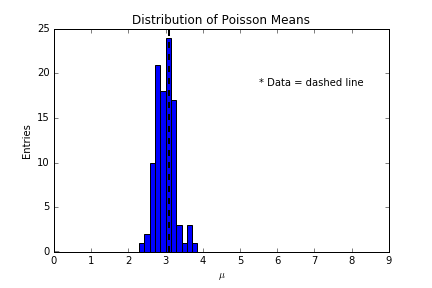 Distribution of Poisson Means
25
20
15
10
5
0
Entries
* Data = dashed line
0 1 2 3 4 5 6 7 8 9
μ